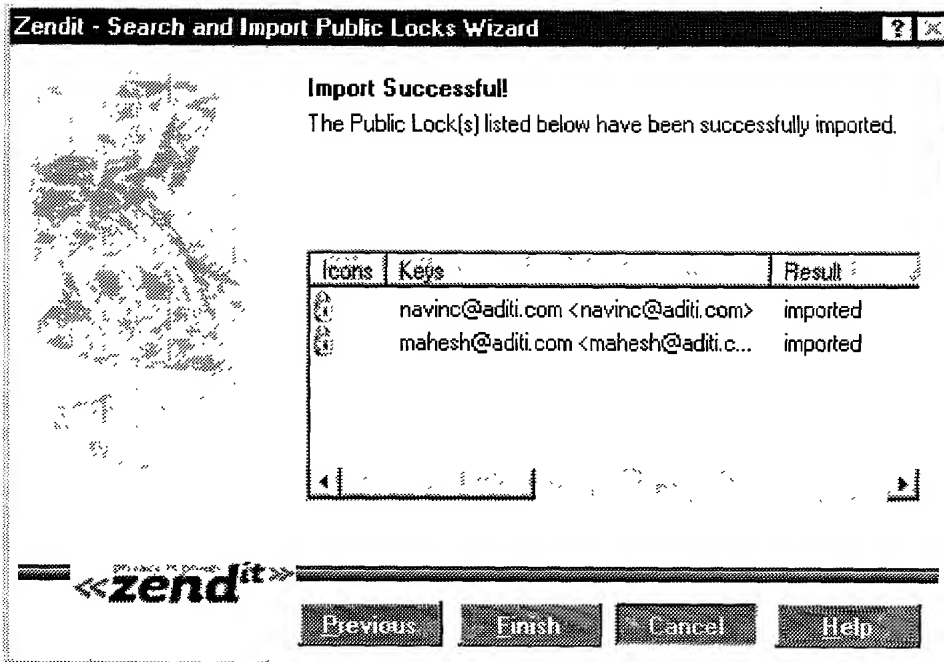 Zendit - Search and Import Public Locks Wizard
Import Successful!
The Public Lock(s) listed below have been successfully imported.
Icons Keys Result
navinc@aditi.com <navinc@aditi.com> imported
mahesh@aditi.com <mahesh@aditi.c... imported
«zendit»
Previous Finish Cancel Help